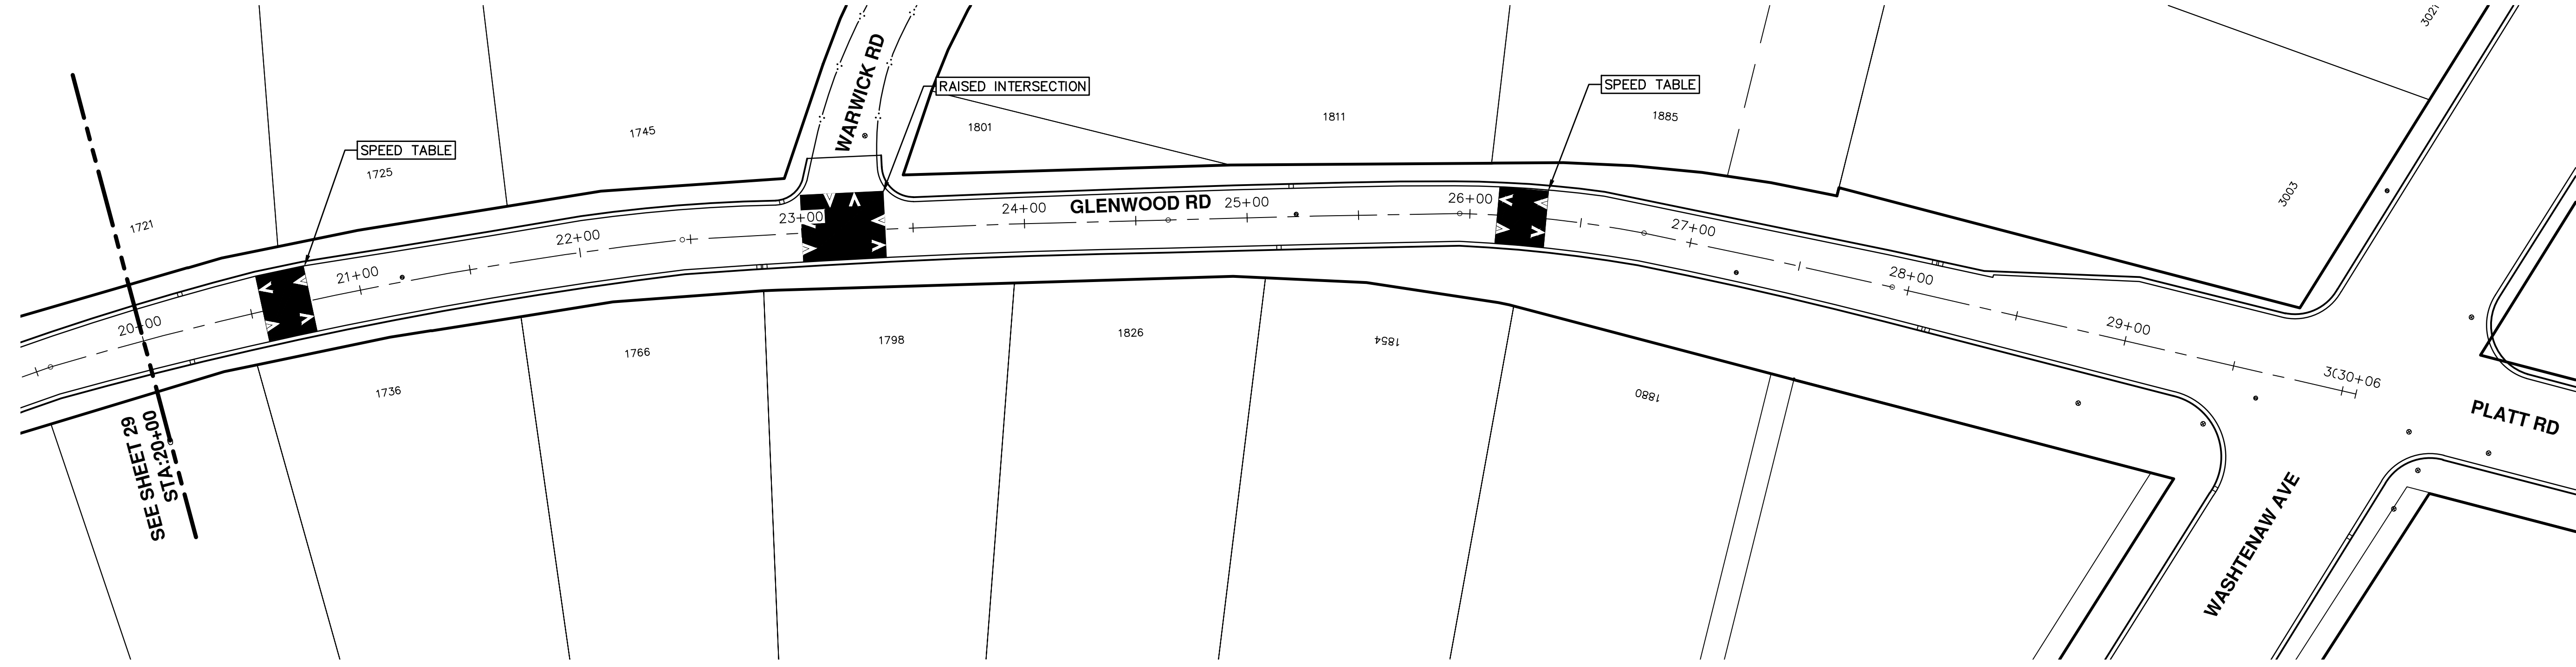 SPEED TABLE
1725
1721
1745
WARWICK RD
RAISED INTERSECTION
1801
1811
SPEED TABLE
1885
3021
3003
20+00
21+00
22+00
23+00
24+00
GLENWOOD RD
25+00
26+00
27+00
28+00
29+00
30+06
SEE SHEET 29
STA:20+00
1736
1766
1798
1826
1854
1880
WASHTENAW AVE
PLATT RD